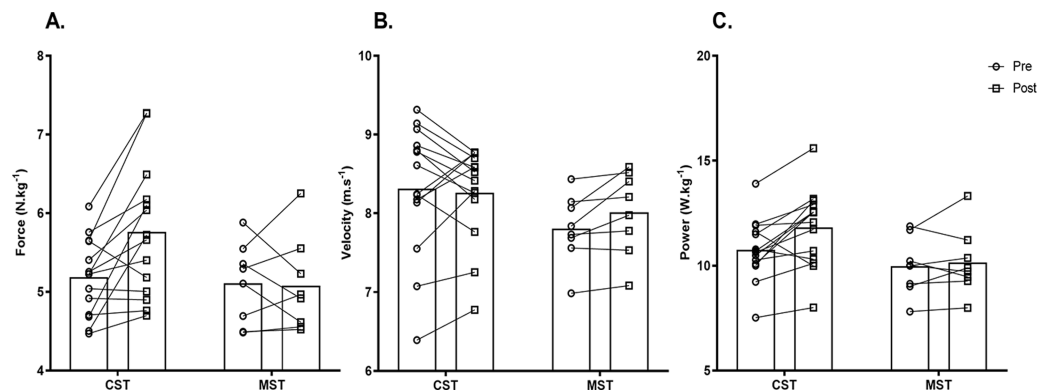 A.
8
7
6
5
4
Force (N.kg⁻¹)
CST
MST
B.
10
9
8
7
6
Velocity (m.s⁻¹)
CST
MST
C.
20
15
10
5
Power (W.kg⁻¹)
CST
MST
Pre
Post